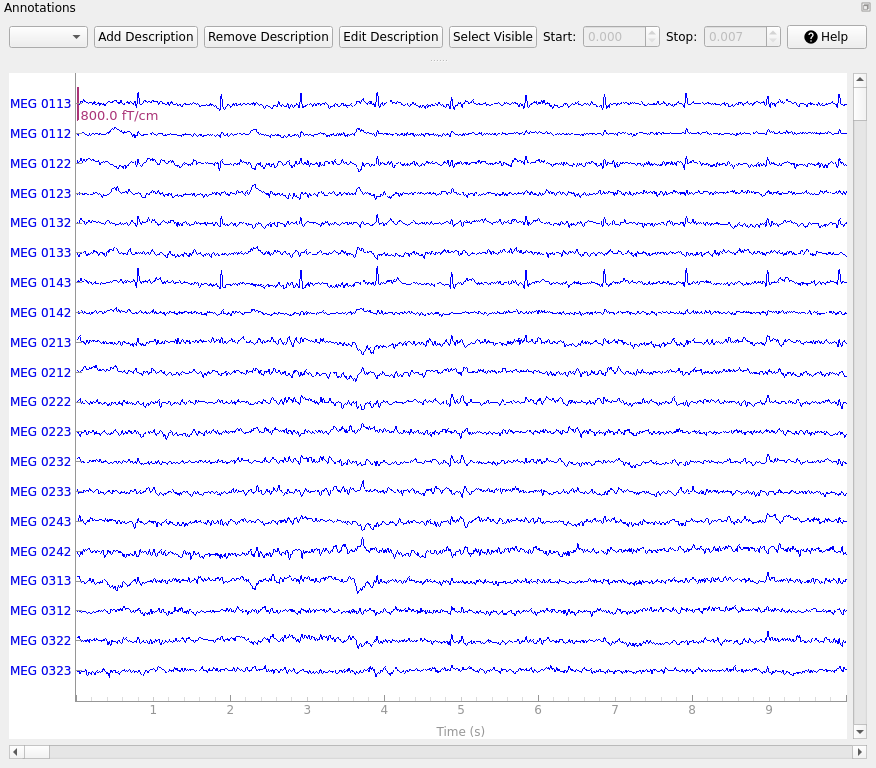 Annotations
Add Description Remove Description Edit Description Select Visible Start: 0.000 Stop: 0.007 Help
MEG 0113
800.0 fT/cm
MEG 0112
MEG 0122
MEG 0123
MEG 0132
MEG 0133
MEG 0143
MEG 0142
MEG 0213
MEG 0212
MEG 0222
MEG 0223
MEG 0232
MEG 0233
MEG 0243
MEG 0242
MEG 0313
MEG 0312
MEG 0322
MEG 0323
1 2 3 4 5 6 7 8 9
Time (s)